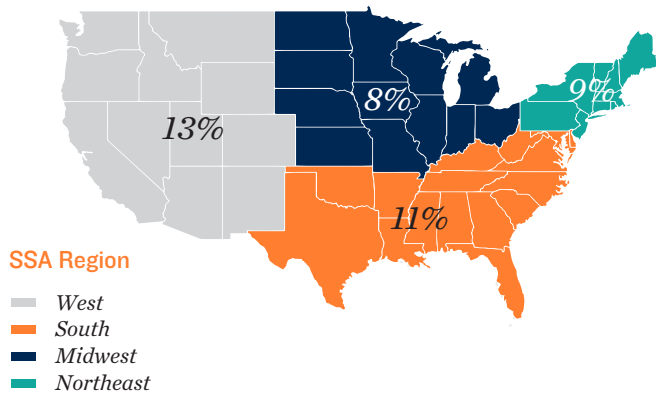 9%
8%
13%
11%
SSA Region
West
South
Midwest
Northeast